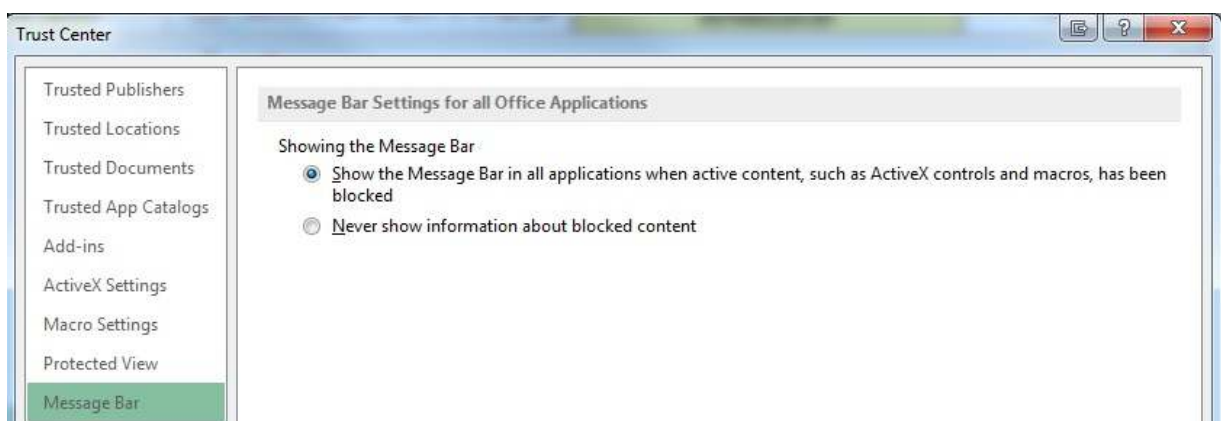 Trust Center
Trusted Publishers
Trusted Locations
Trusted Documents
Trusted App Catalogs
Add-ins
ActiveX Settings
Macro Settings
Protected View
Message Bar
Message Bar Settings for all Office Applications
Showing the Message Bar
Show the Message Bar in all applications when active content, such as ActiveX controls and macros, has been
blocked
Never show information about blocked content